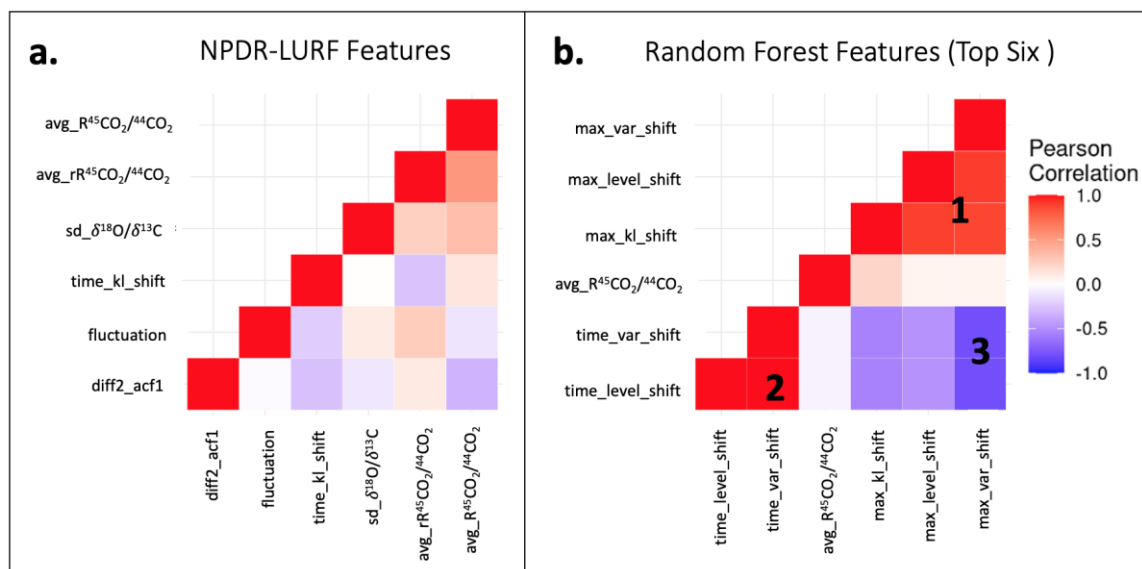 a.
NPDR-LURF Features
avg_R⁴⁵CO₂/⁴⁴CO₂
avg_rR⁴⁵CO₂/⁴⁴CO₂
sd_δ¹⁸O/δ¹³C
time_kl_shift
fluctuation
diff2_acf1
diff2_acf1
fluctuation
time_kl_shift
sd_δ¹⁸O/δ¹³C
avg_rR⁴⁵CO₂/⁴⁴CO₂
avg_R⁴⁵CO₂/⁴⁴CO₂
b.
Random Forest Features (Top Six )
max_var_shift
max_level_shift
max_kl_shift
avg_R⁴⁵CO₂/⁴⁴CO₂
time_var_shift
time_level_shift
1
2
3
time_level_shift
time_var_shift
avg_R⁴⁵CO₂/⁴⁴CO₂
max_kl_shift
max_level_shift
max_var_shift
Pearson
Correlation
1.0
0.5
0.0
-0.5
-1.0